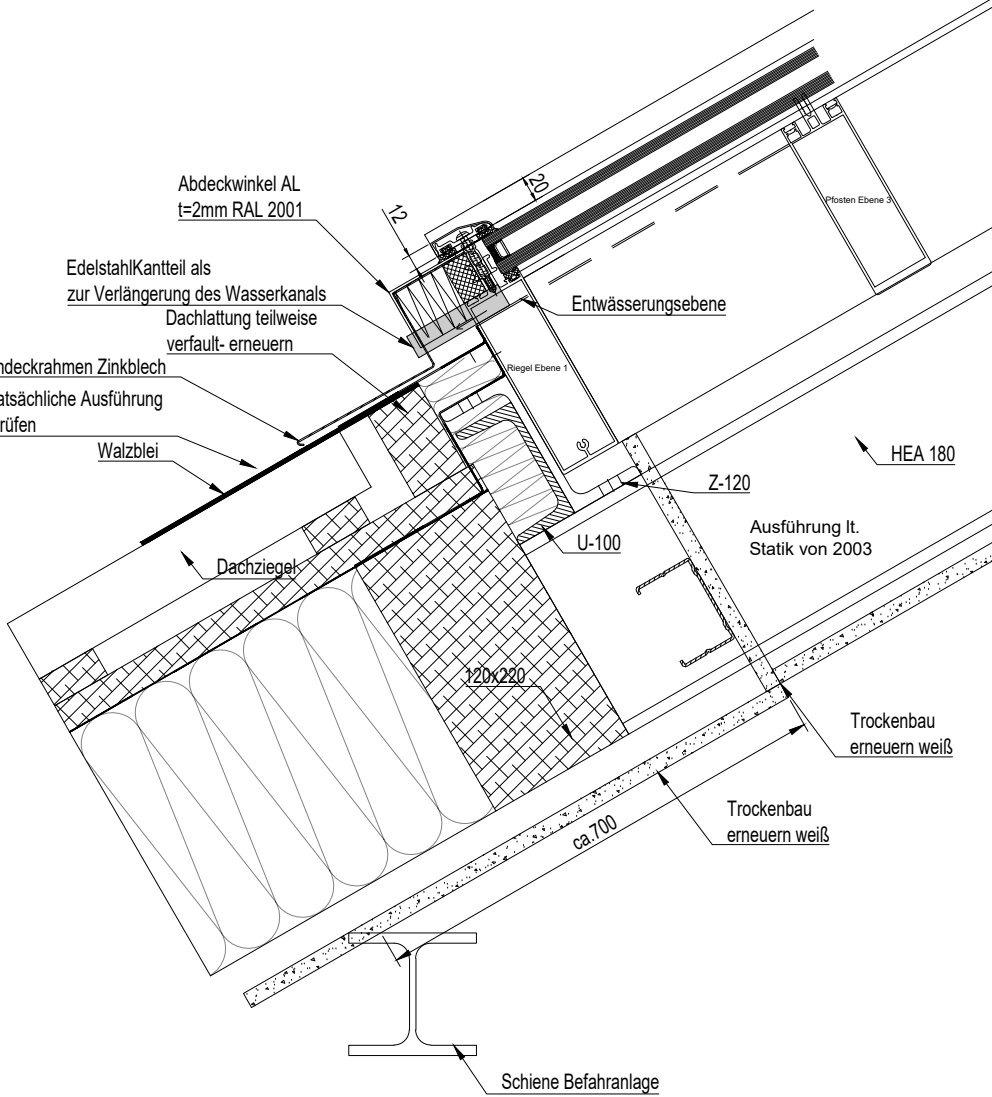 20
Pfosten Ebene 3
Abdeckwinkel AL
t=2mm RAL 2001
12
EdelstahlKantteil als
zur Verlängerung des Wasserkanals
Entwässerungsebene
Dachlattung teilweise
verfault- erneuern
ndeckrahmen Zinkblech
Riegel Ebene 1
atsächliche Ausführung
rüfen
Walzblei
HEA 180
Z-120
Ausführung lt.
Statik von 2003
U-100
Dachziegel
120x220
Trockenbau
erneuern weiß
Trockenbau
erneuern weiß
ca.700
Schiene Befahranlage